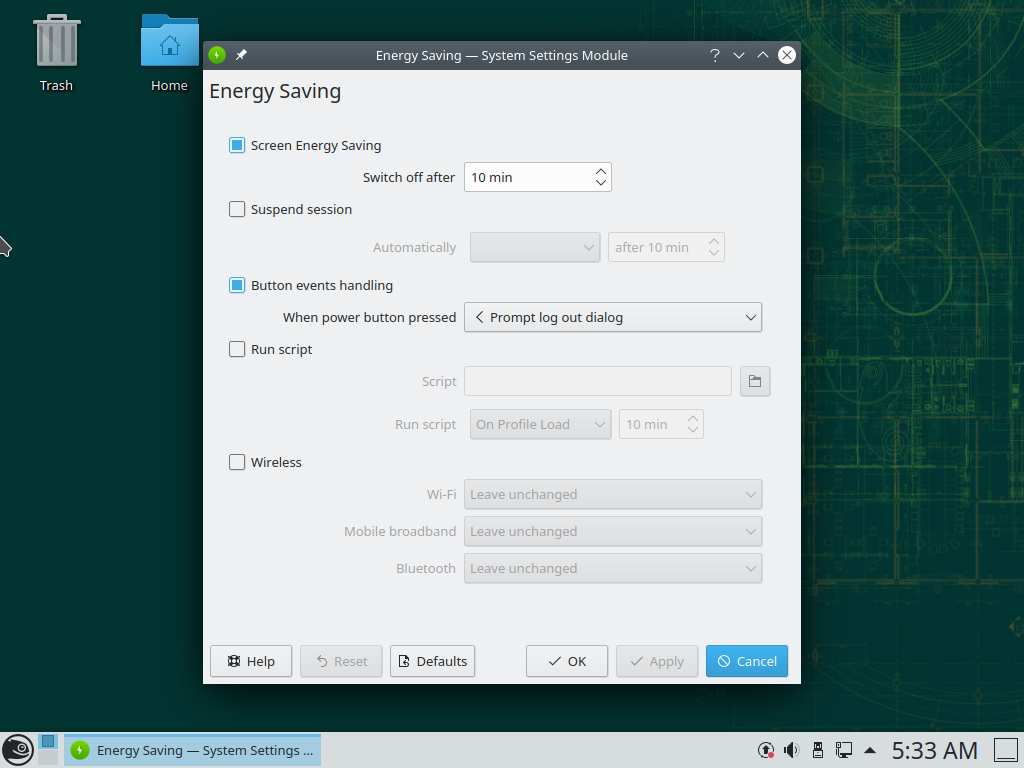 Trash
Home
Energy Saving — System Settings Module
Energy Saving
Screen Energy Saving
Switch off after 10 min
Suspend session
Automatically after 10 min
Button events handling
When power button pressed Prompt log out dialog
Run script
Script
Run script On Profile Load 10 min
Wireless
Wi-Fi Leave unchanged
Mobile broadband Leave unchanged
Bluetooth Leave unchanged
Help Reset Defaults OK Apply Cancel
Energy Saving — System Settings ... 5:33 AM